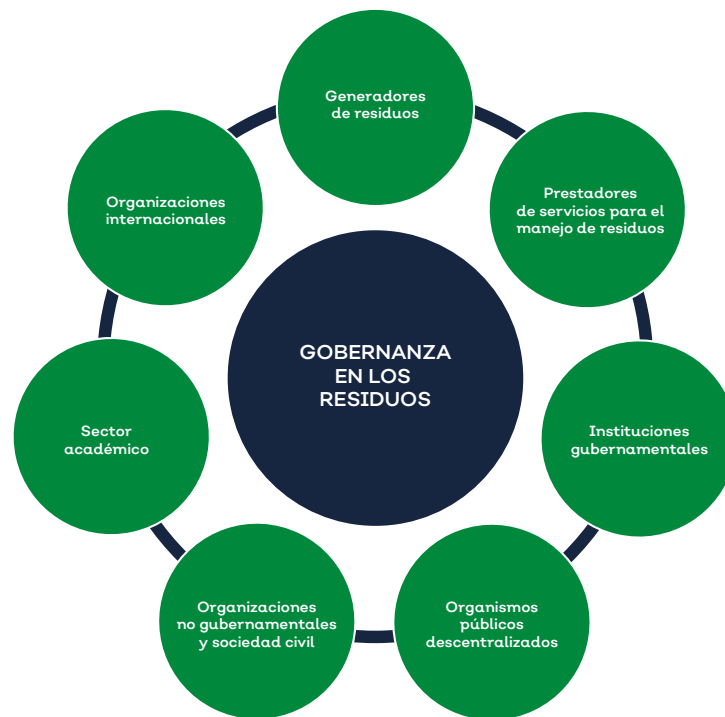 Generadores
de residuos
Prestadores
de servicios para el
manejo de residuos
Instituciones
gubernamentales
Organismos
públicos
descentralizados
Organizaciones
no gubernamentales
y sociedad civil
Sector
académico
Organizaciones
internacionales
GOBERNANZA
EN LOS
RESIDUOS